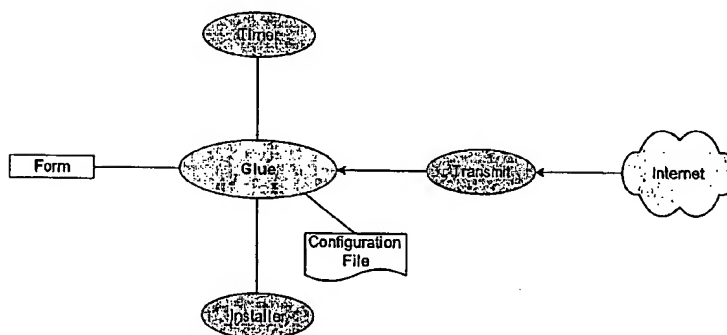 Timer
Form
Glue
Transmit
Internet
Configuration
File
Installer